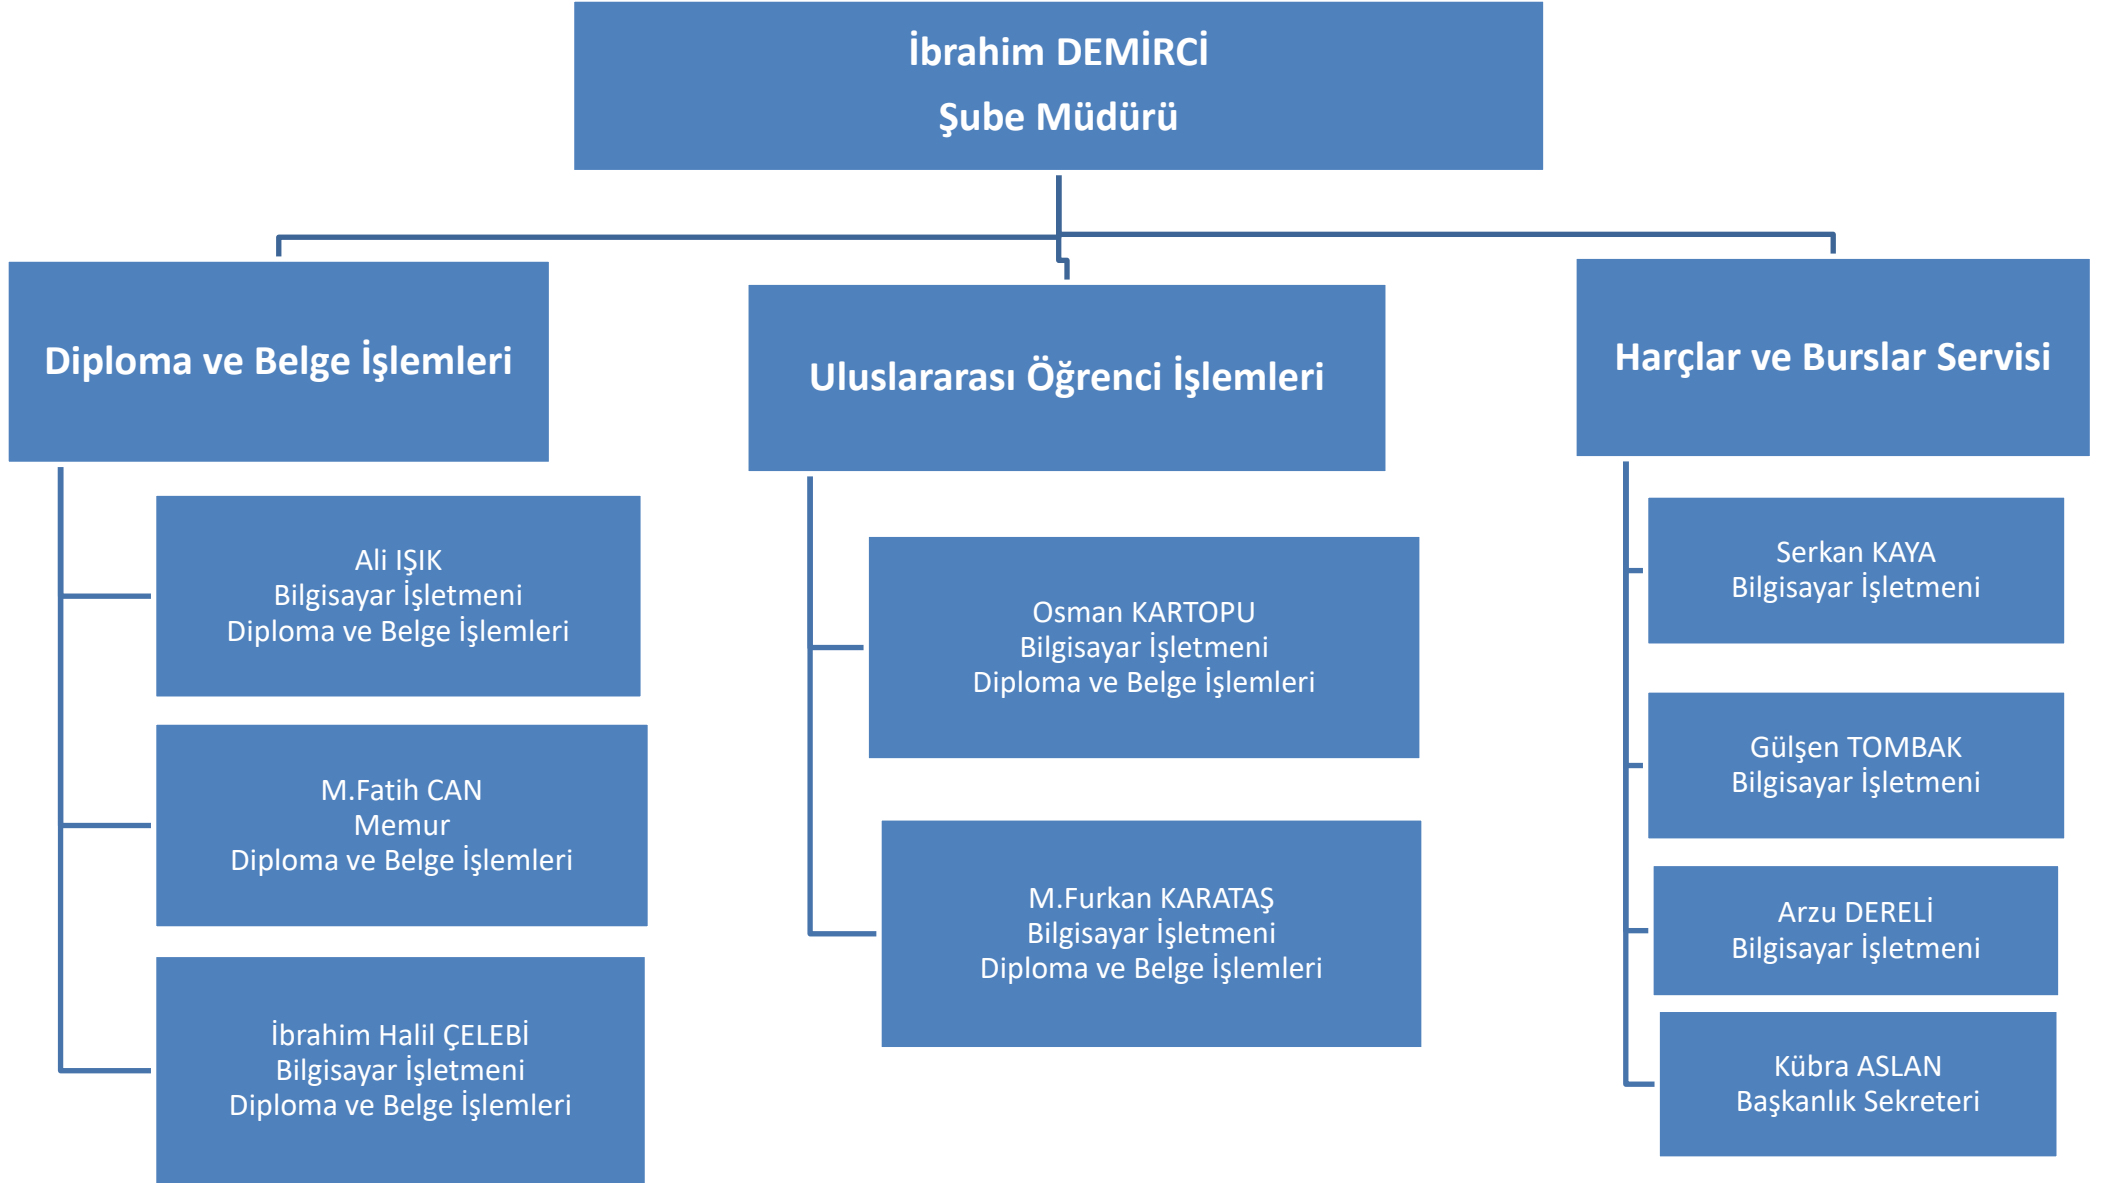 İbrahim DEMİRCİ
Şube Müdürü
Diploma ve Belge İşlemleri
Ali IŞIK
Bilgisayar İşletmeni
Diploma ve Belge İşlemleri
M.Fatih CAN
Memur
Diploma ve Belge İşlemleri
İbrahim Halil ÇELEBİ
Bilgisayar İşletmeni
Diploma ve Belge İşlemleri
Uluslararası Öğrenci İşlemleri
Osman KARTOPU
Bilgisayar İşletmeni
Diploma ve Belge İşlemleri
M.Furkan KARATAŞ
Bilgisayar İşletmeni
Diploma ve Belge İşlemleri
Harçlar ve Burslar Servisi
Serkan KAYA
Bilgisayar İşletmeni
Gülşen TOMBAK
Bilgisayar İşletmeni
Arzu DERELİ
Bilgisayar İşletmeni
Kübra ASLAN
Başkanlık Sekreteri